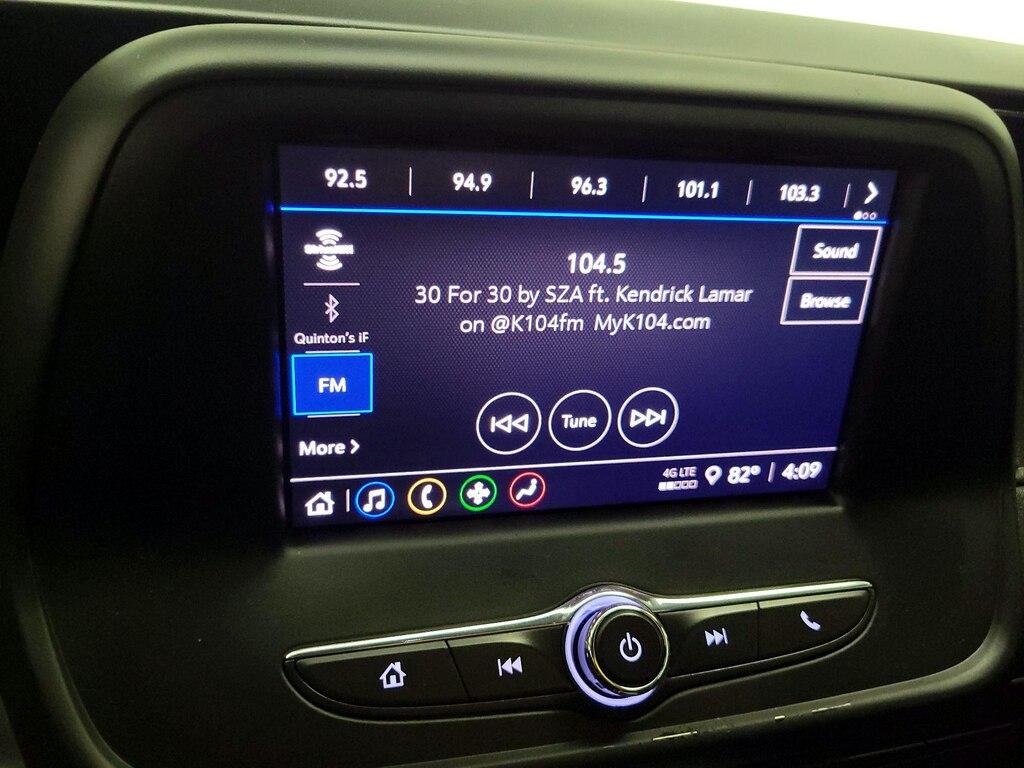 92.5 | 94.9 | 96.3 | 101.1 | 103.3 |
SiriusXM
104.5
Sound
30 For 30 by SZA ft. Kendrick Lamar
on @K104fm MyK104.com
Browse
Quinton's iF
FM
Tune
More
4G LTE
82° | 4:09